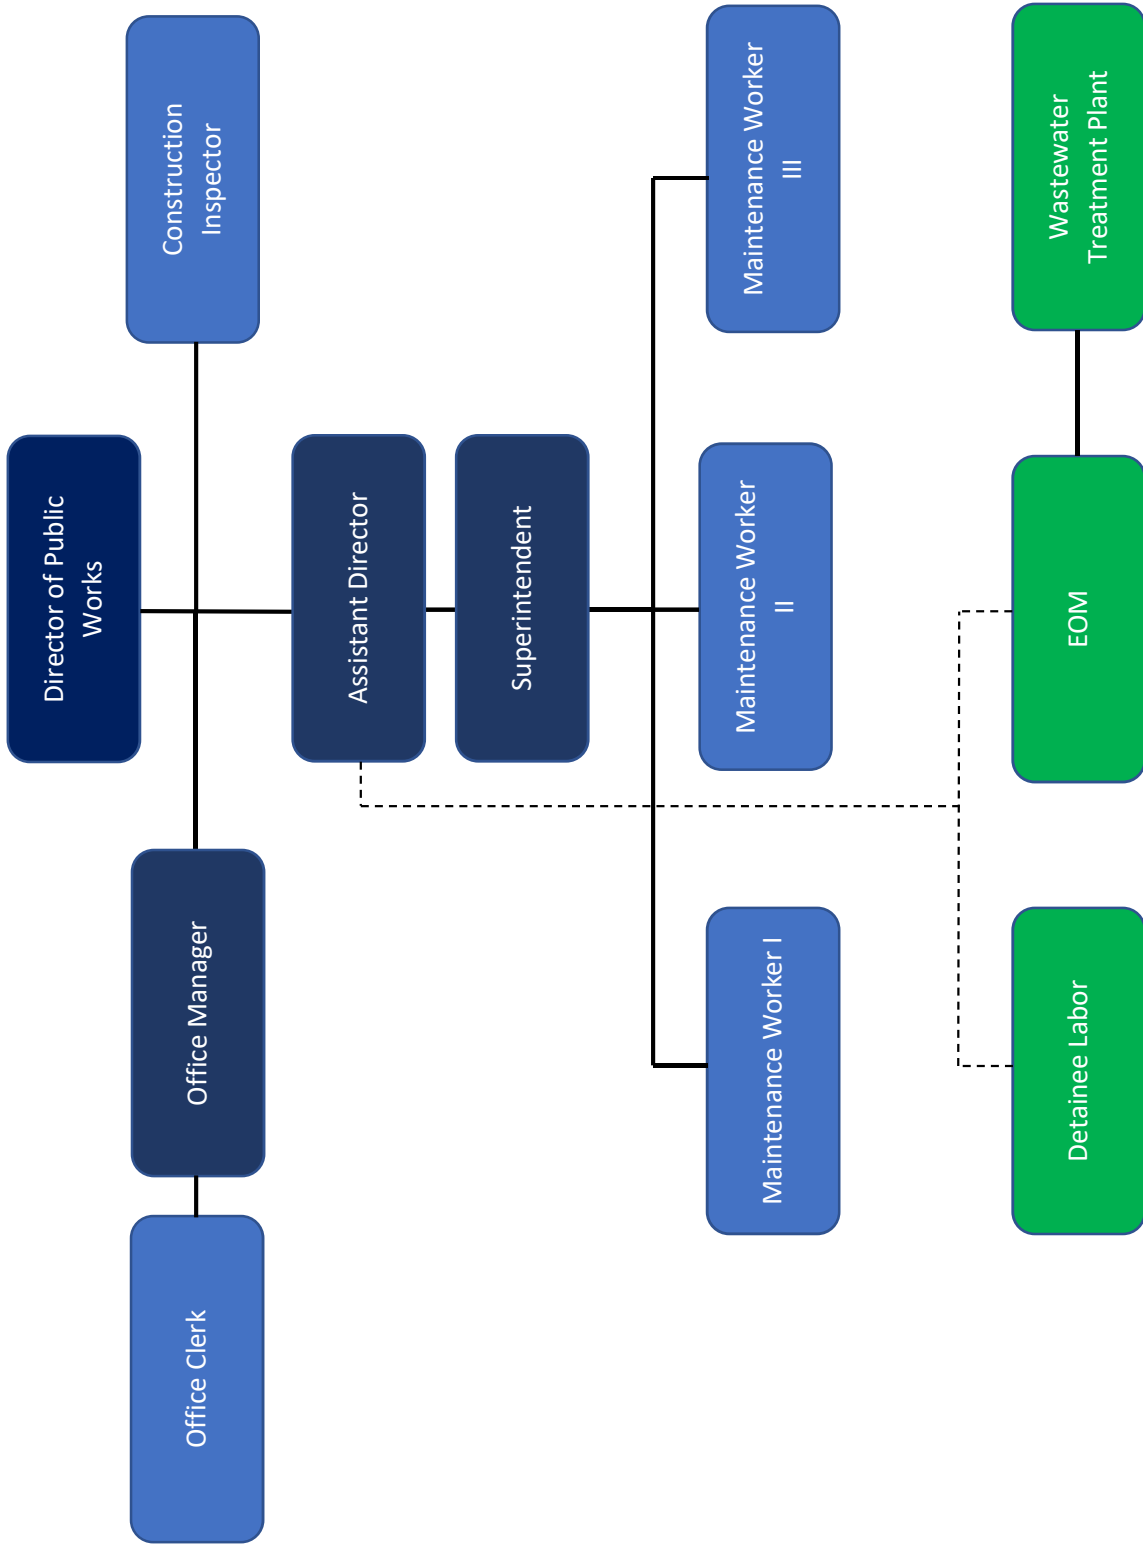 Director of Public
Works
Office Clerk
Office Manager
Construction
Inspector
Assistant Director
Superintendent
Maintenance Worker I
Maintenance Worker
II
Maintenance Worker
III
Detainee Labor
EOM
Wastewater
Treatment Plant